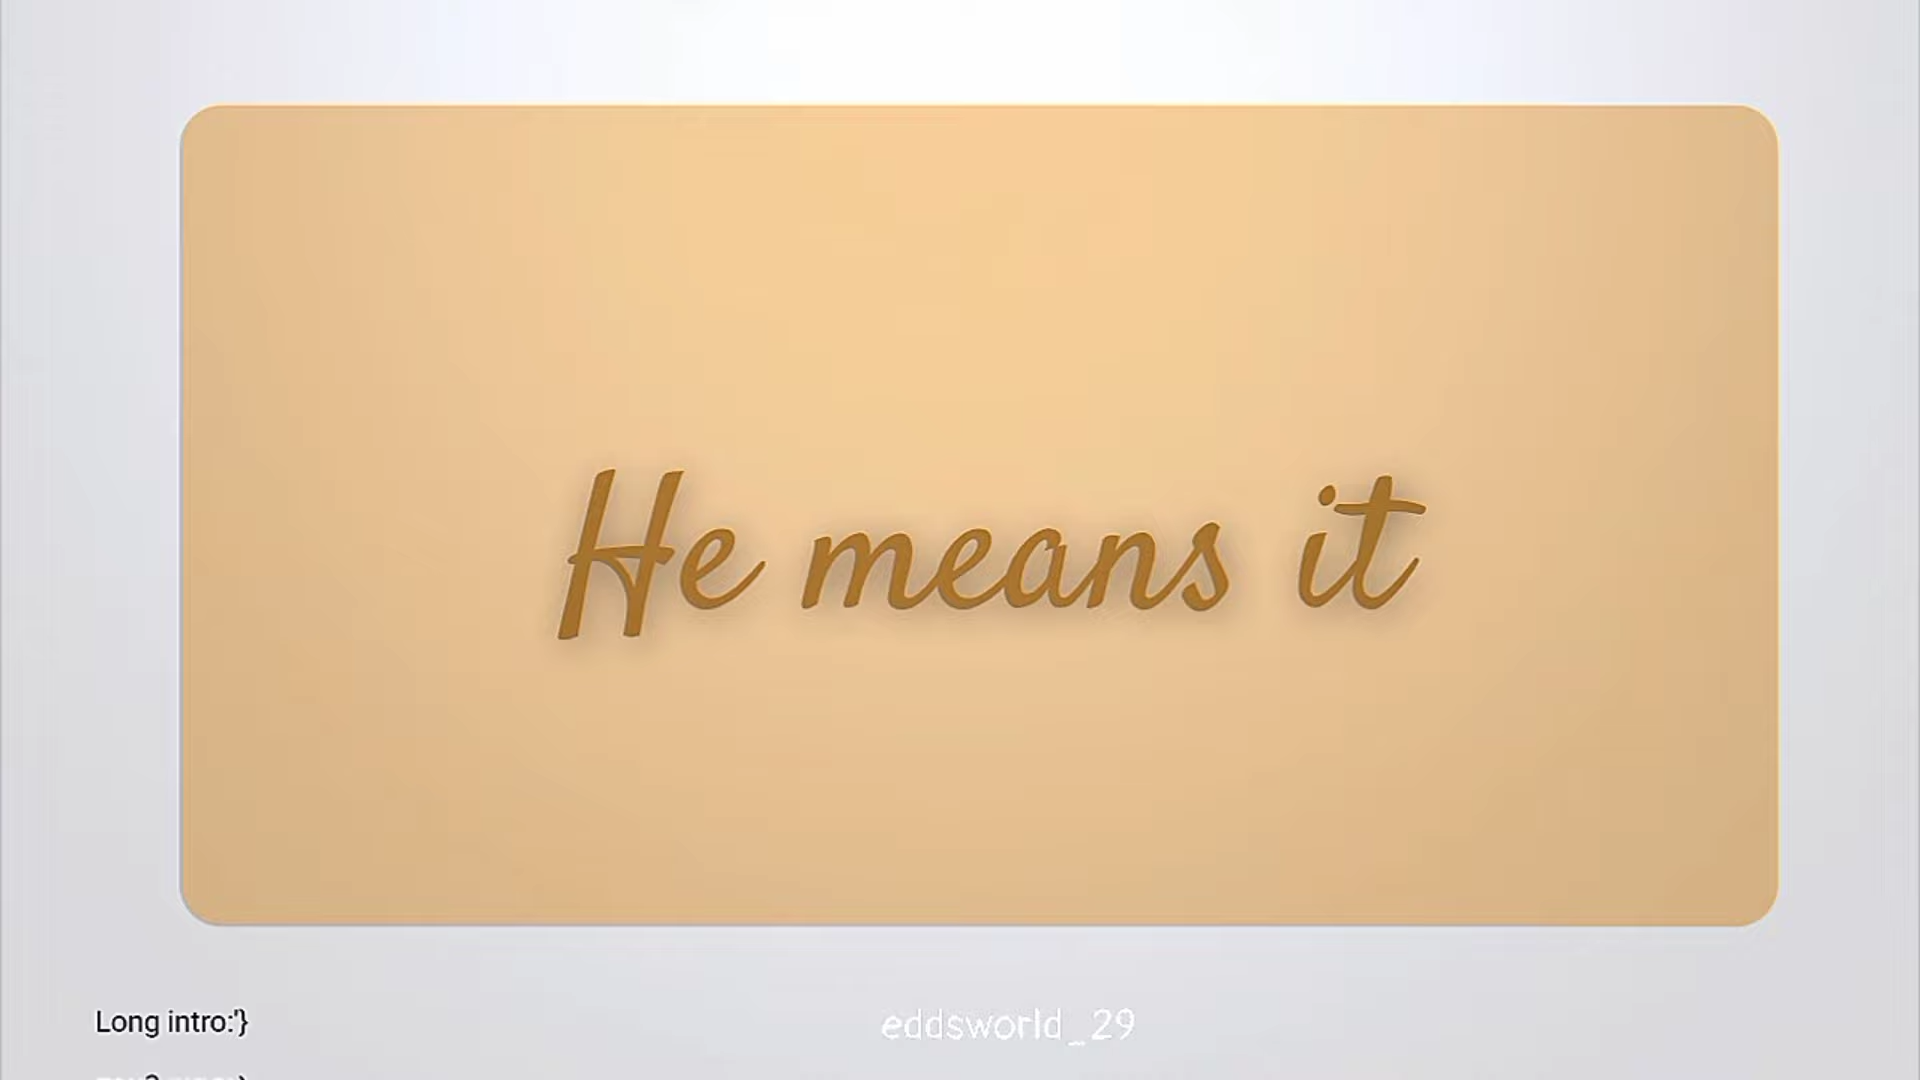 He means it
Long intro:'}
eddsworld_29